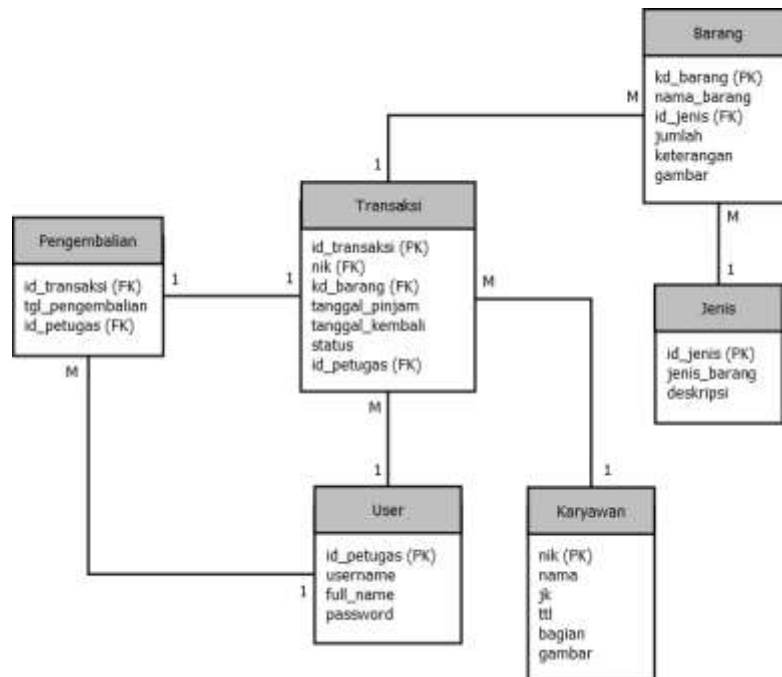 Barang
kd_barang (PK)
nama_barang
id_jenis (FK)
jumlah
keterangan
gambar
M
1
Transaksi
id_transaksi (PK)
nik (FK)
kd_barang (FK)
tanggal_pinjam
tanggal_kembali
status
id_petugas (FK)
Pengembalian
id_transaksi (FK)
tgl_pengembalian
id_petugas (FK)
1
1
M
M
1
Jenis
id_jenis (PK)
jenis_barang
deskripsi
M
M
1
1
User
id_petugas (PK)
username
full_name
password
1
Karyawan
nik (PK)
nama
jk
ttl
bagian
gambar